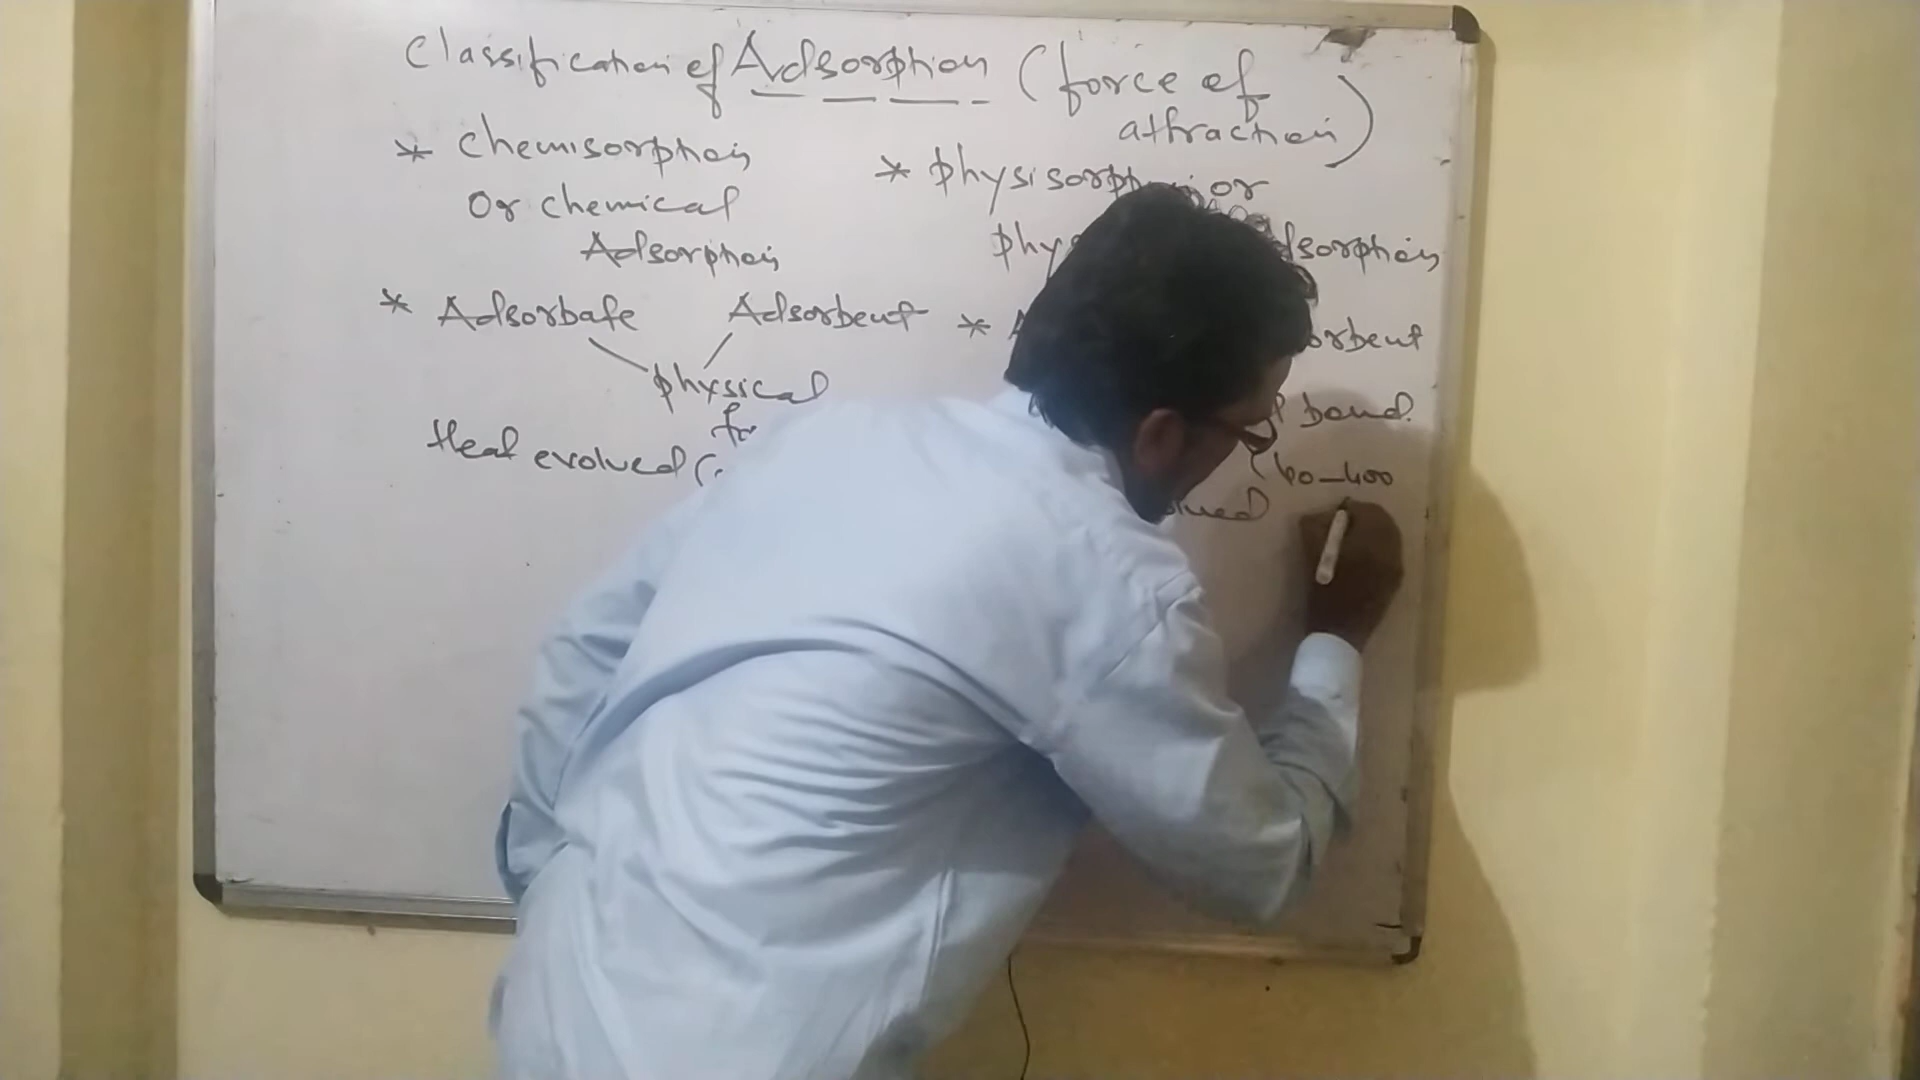 Classification of Adsorption (force of
attraction)
* Chemisorption
Or chemical
Adsorption
* Adsorbate Adsorbent
physical
Heat evolved (
* physisorption or
Adsorption
*
bond.
(60-400